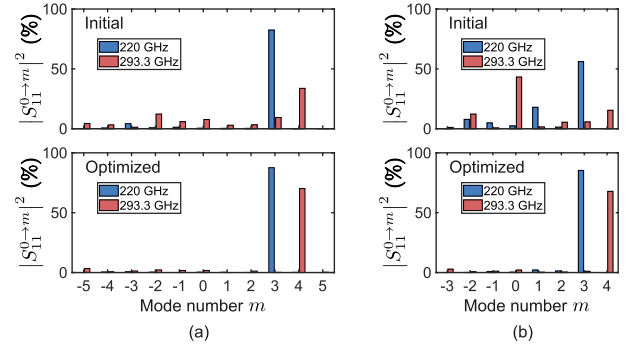 100
50
0
|S₁₁^{0→m}|² (%)
Initial
220 GHz
293.3 GHz
100
50
0
|S₁₁^{0→m}|² (%)
Optimized
220 GHz
293.3 GHz
-5 -4 -3 -2 -1 0 1 2 3 4 5
Mode number m
(a)
100
50
0
|S₁₁^{0→m}|² (%)
Initial
220 GHz
293.3 GHz
100
50
0
|S₁₁^{0→m}|² (%)
Optimized
220 GHz
293.3 GHz
-3 -2 -1 0 1 2 3 4
Mode number m
(b)